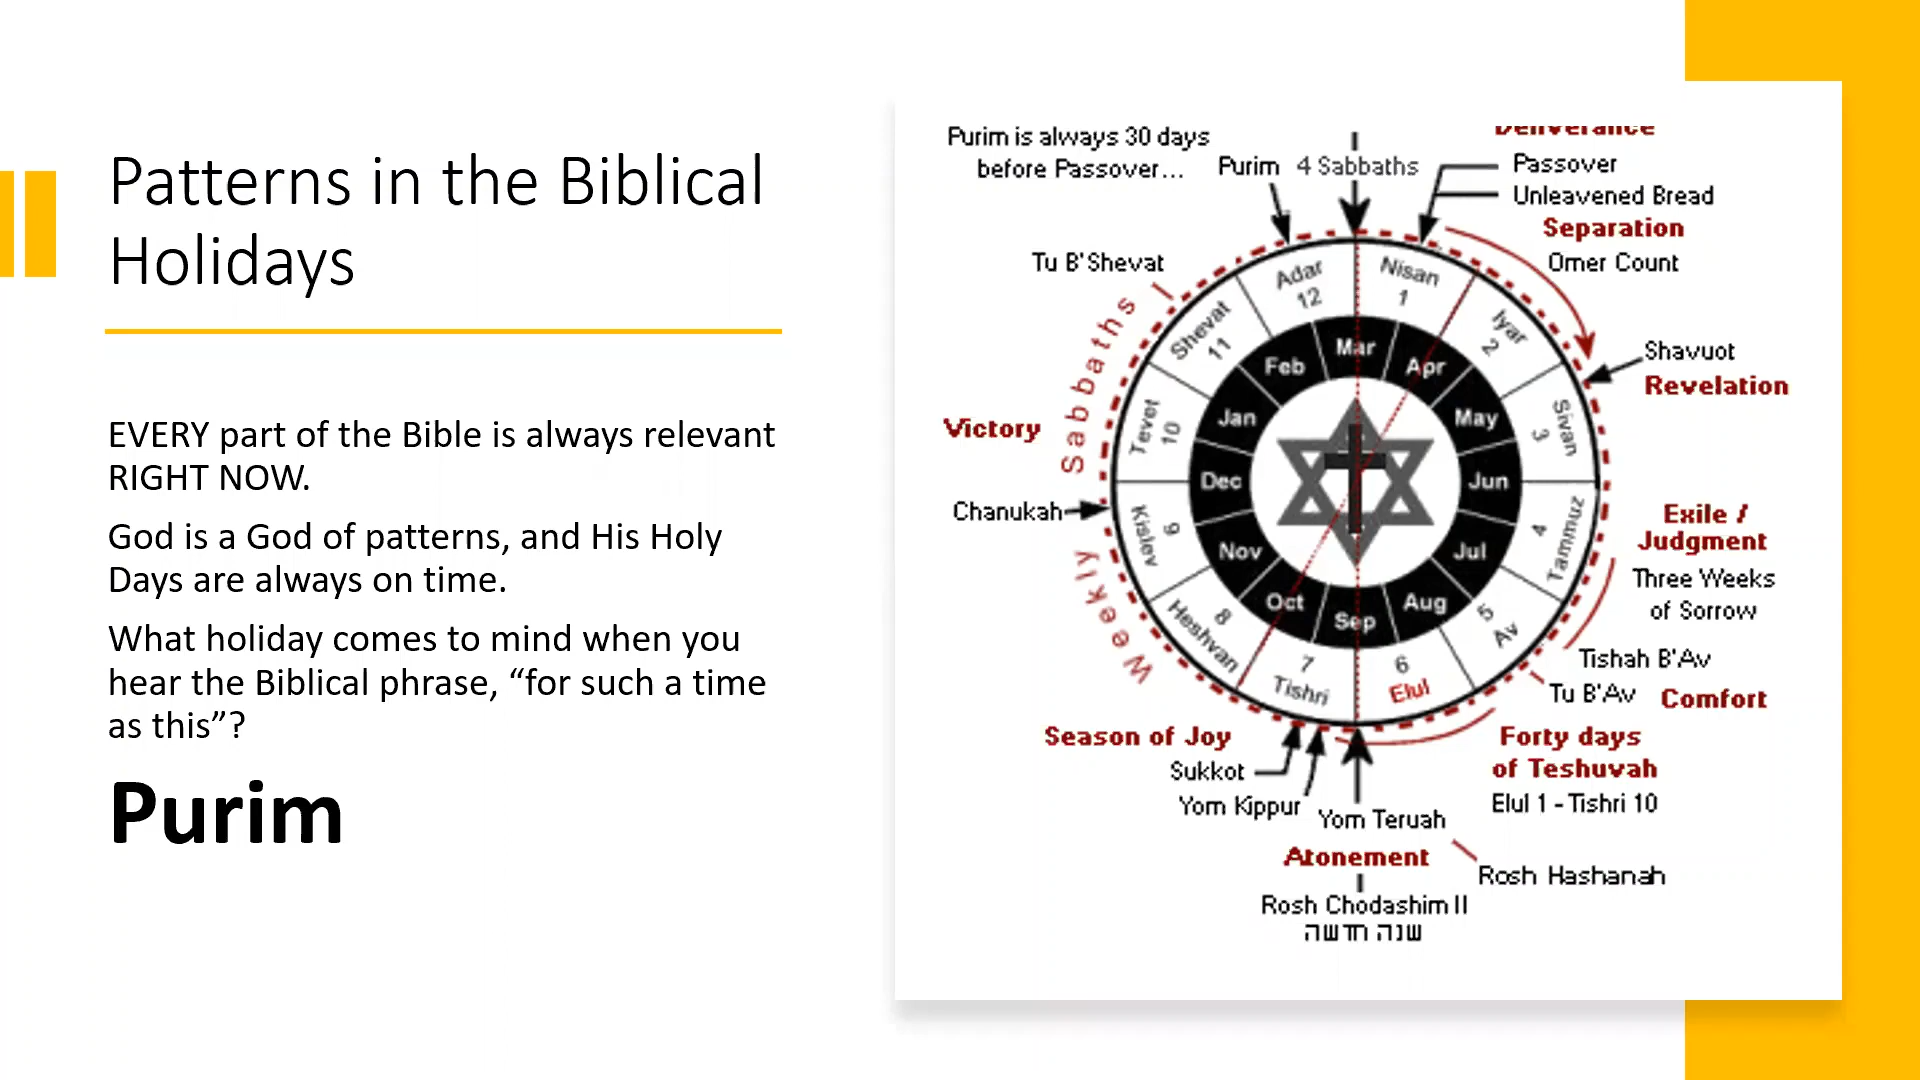 Patterns in the Biblical
Holidays
EVERY part of the Bible is always relevant
RIGHT NOW.
God is a God of patterns, and His Holy
Days are always on time.
What holiday comes to mind when you
hear the Biblical phrase, “for such a time
as this”?
Purim
Purim is always 30 days
before Passover...
Purim
4 Sabbaths
Deliverance
Passover
Unleavened Bread
Separation
Omer Count
Shavuot
Revelation
Exile /
Judgment
Three Weeks
of Sorrow
Tishah B'Av
Tu B'Av
Comfort
Forty days
of Teshuvah
Elul 1 - Tishri 10
Yom Teruah
Rosh Hashanah
Atonement
Rosh Chodashim II
שנה חדשה
Yom Kippur
Sukkot
Season of Joy
Weekly Sabbaths
Chanukah
Victory
Tu B'Shevat
Nisan
1
Iyar
2
Sivan
3
Tammuz
4
Av
5
Elul
6
Tishri
7
Heshvan
8
Kislev
9
Tevet
10
Shevat
11
Adar
12
Mar
Apr
May
Jun
Jul
Aug
Sep
Oct
Nov
Dec
Jan
Feb